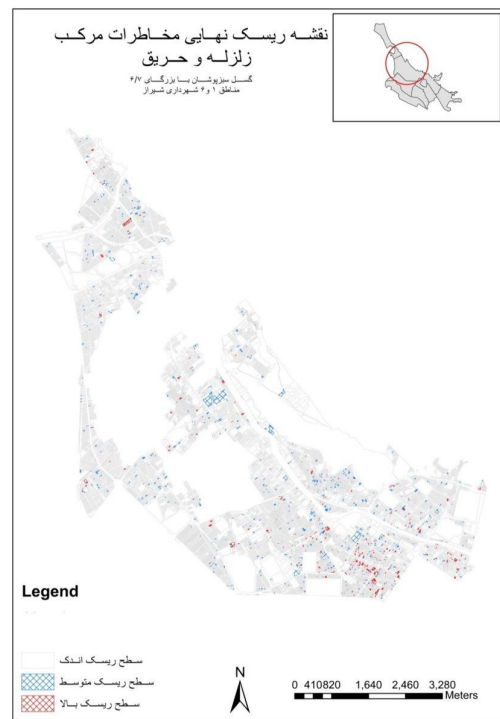 نقشه ریسک نهایی مخاطرات مرکب
زلزله و حریق
گسل سبزپوشان با بزرگای ۶/۷
مناطق ۱ و ۶ شهرداری شیراز
Legend
سطح ریسک اندک
سطح ریسک متوسط
سطح ریسک بالا
N
0 410820 1,640 2,460 3,280
Meters